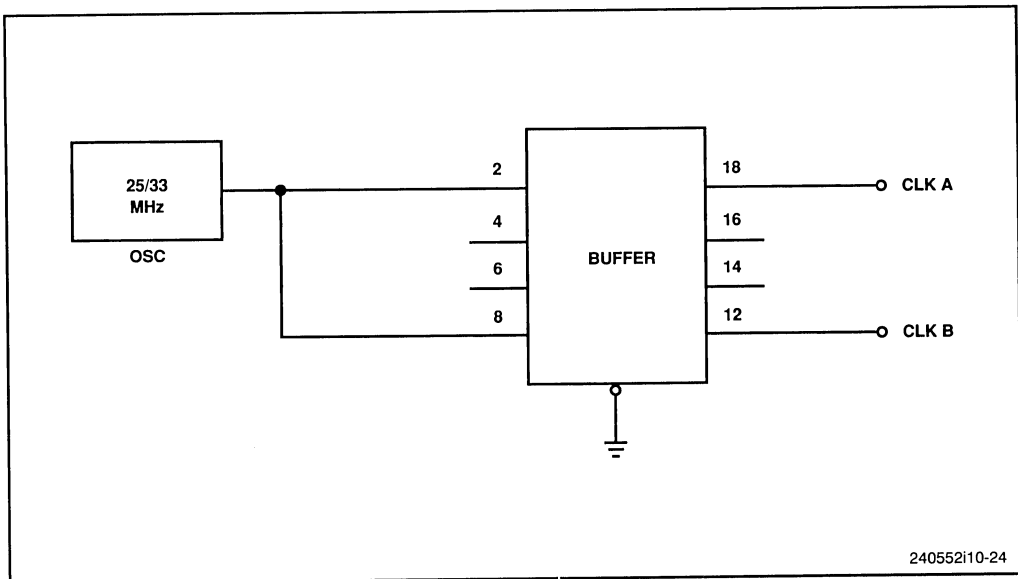 25/33
MHz
OSC
2
4
6
8
BUFFER
18
16
14
12
CLK A
CLK B
240552i10-24